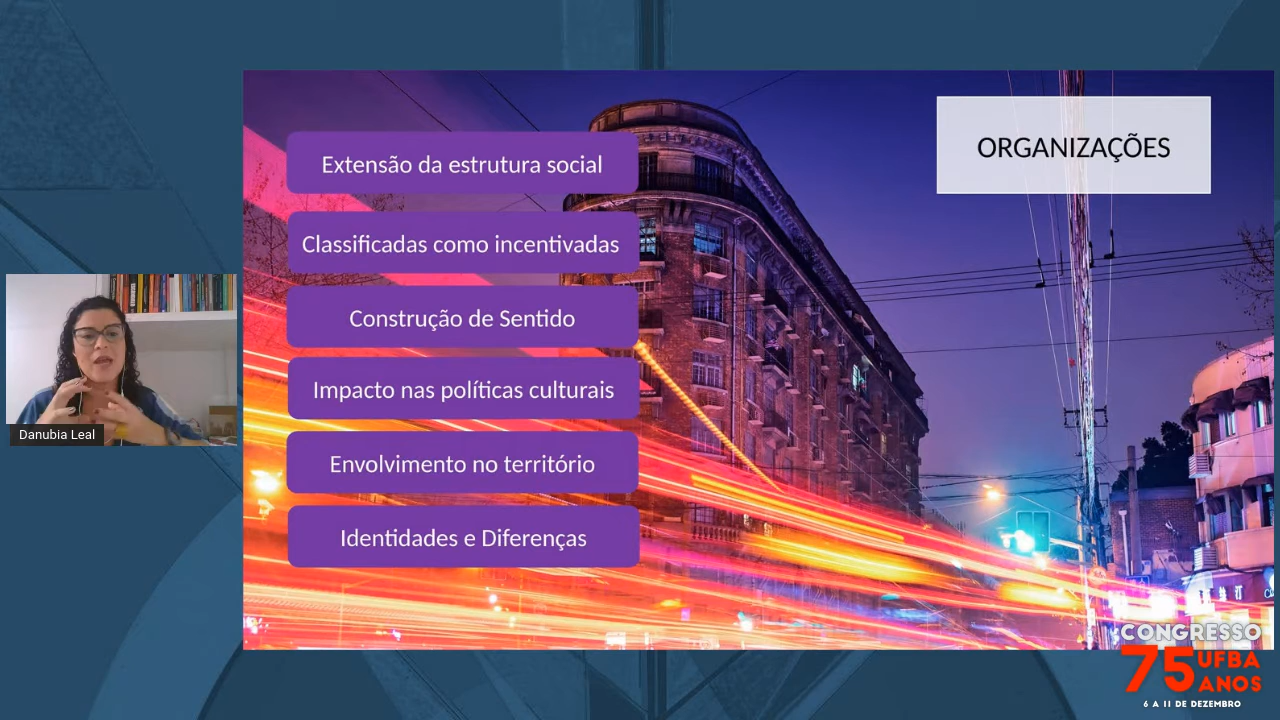 ORGANIZAÇÕES
Extensão da estrutura social
Classificadas como incentivadas
Construção de Sentido
Impacto nas políticas culturais
Envolvimento no território
Identidades e Diferenças
Danubia Leal
CONGRESSO
75 UFBA
ANOS
6 A 11 DE DEZEMBRO